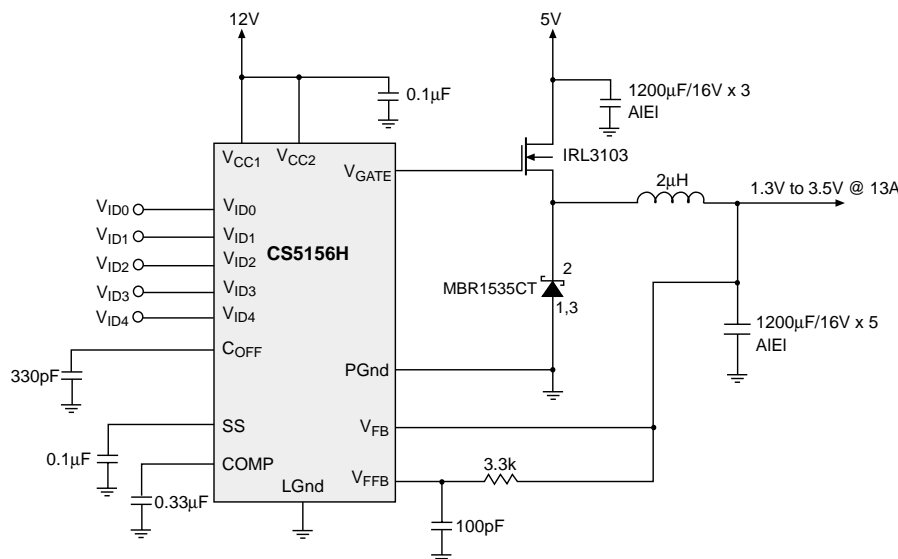 12V
5V
0.1μF
1200μF/16V x 3
AlEl
IRL3103
VCC1
VCC2
VGATE
2μH
1.3V to 3.5V @ 13A
VID0
VID0
VID1
VID1
CS5156H
VID2
VID2
VID3
VID3
VID4
VID4
MBR1535CT
2
1,3
1200μF/16V x 5
AlEl
COFF
330pF
PGnd
SS
VFB
0.1μF
COMP
3.3k
VFFB
0.33μF
LGnd
100pF